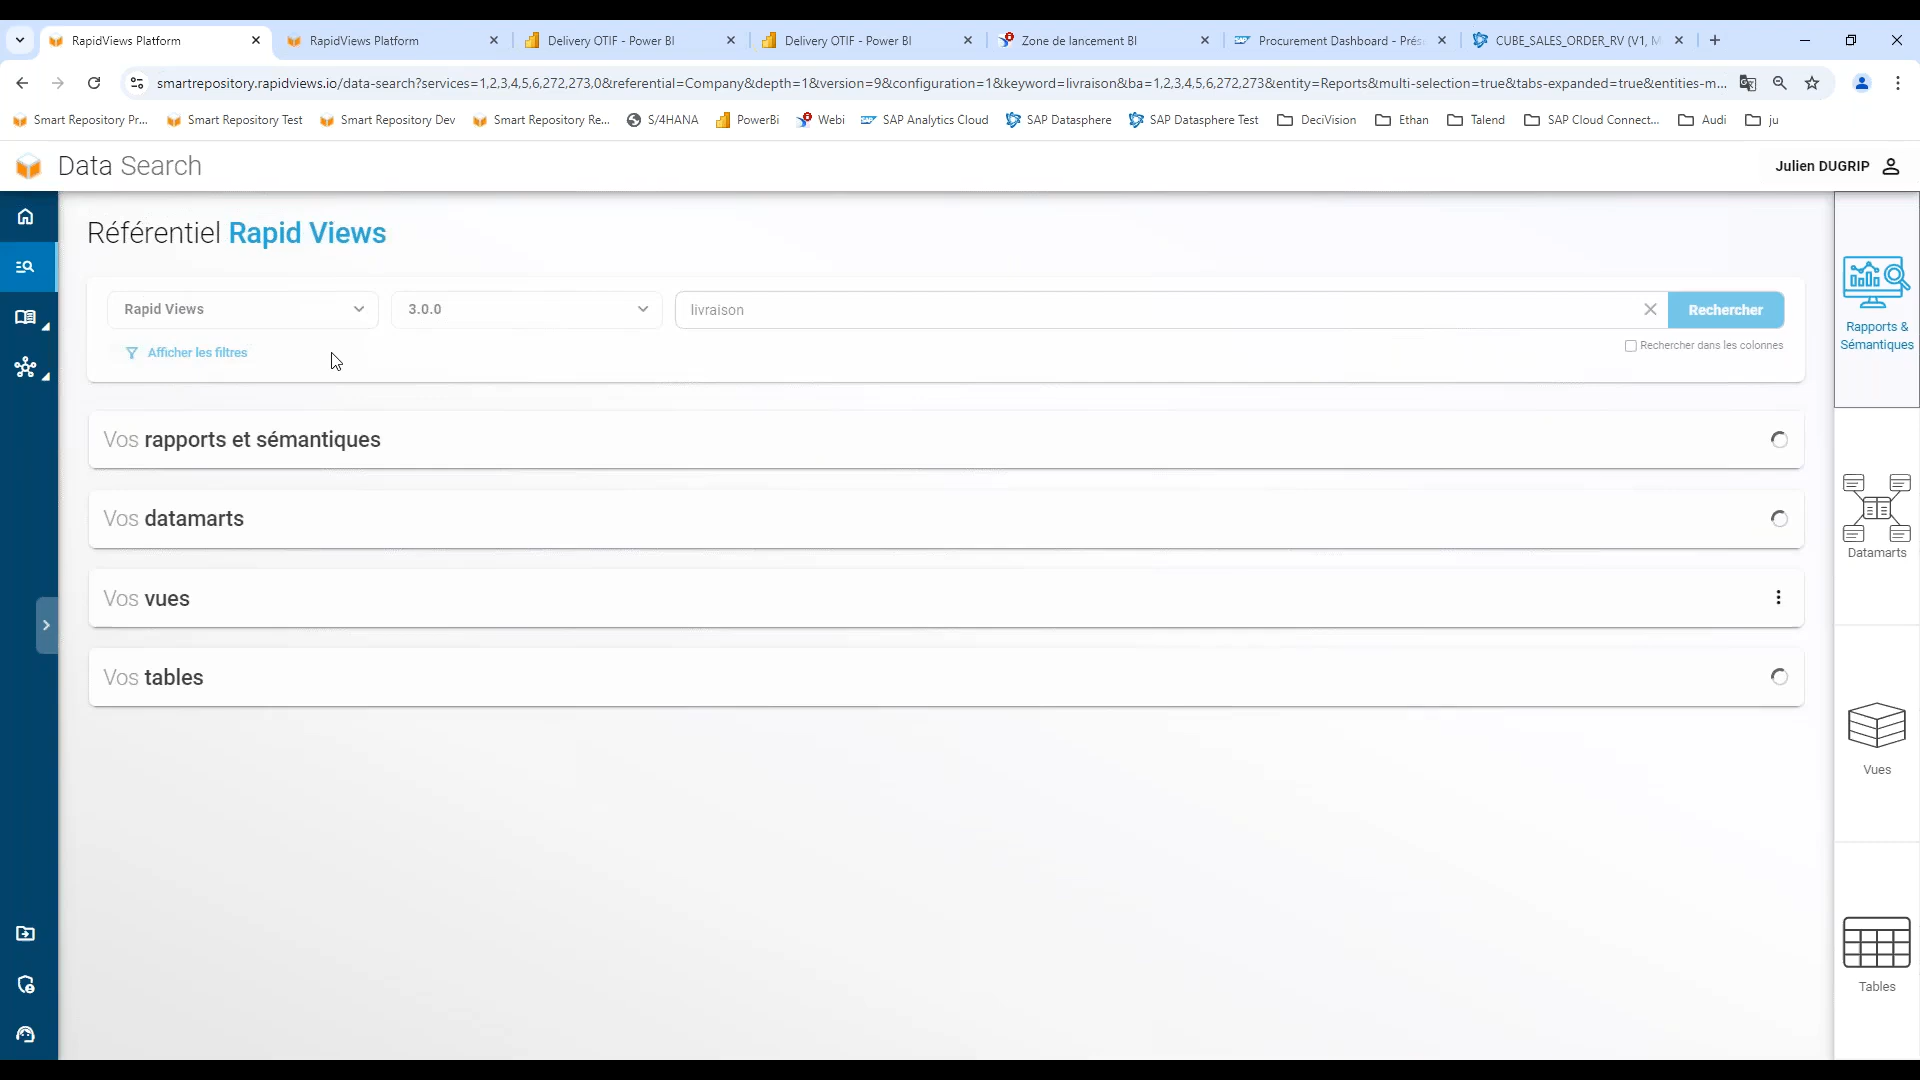 RapidViews Platform
RapidViews Platform
Delivery OTIF - Power BI
Delivery OTIF - Power BI
Zone de lancement BI
Procurement Dashboard - Prés
CUBE_SALES_ORDER_RV (V1, M
smartrepository.rapidviews.io/data-search?services=1,2,3,4,5,6,272,273,0&referential=Company&depth=1&version=9&configuration=1&keyword=livraison&ba=1,2,3,4,5,6,272,273&entity=Reports&multi-selection=true&tabs-expanded=true&entities-m...
Smart Repository Pr...
Smart Repository Test
Smart Repository Dev
Smart Repository Re...
S/4HANA
PowerBi
Webi
SAP Analytics Cloud
SAP Datasphere
SAP Datasphere Test
DeciVision
Ethan
Talend
SAP Cloud Connect...
Audi
ju
Data Search
Julien DUGRIP
Référentiel Rapid Views
Rapid Views
3.0.0
livraison
Rechercher
Afficher les filtres
Rechercher dans les colonnes
Vos rapports et sémantiques
Vos datamarts
Vos vues
Vos tables
Rapports &
Sémantiques
Datamarts
Vues
Tables